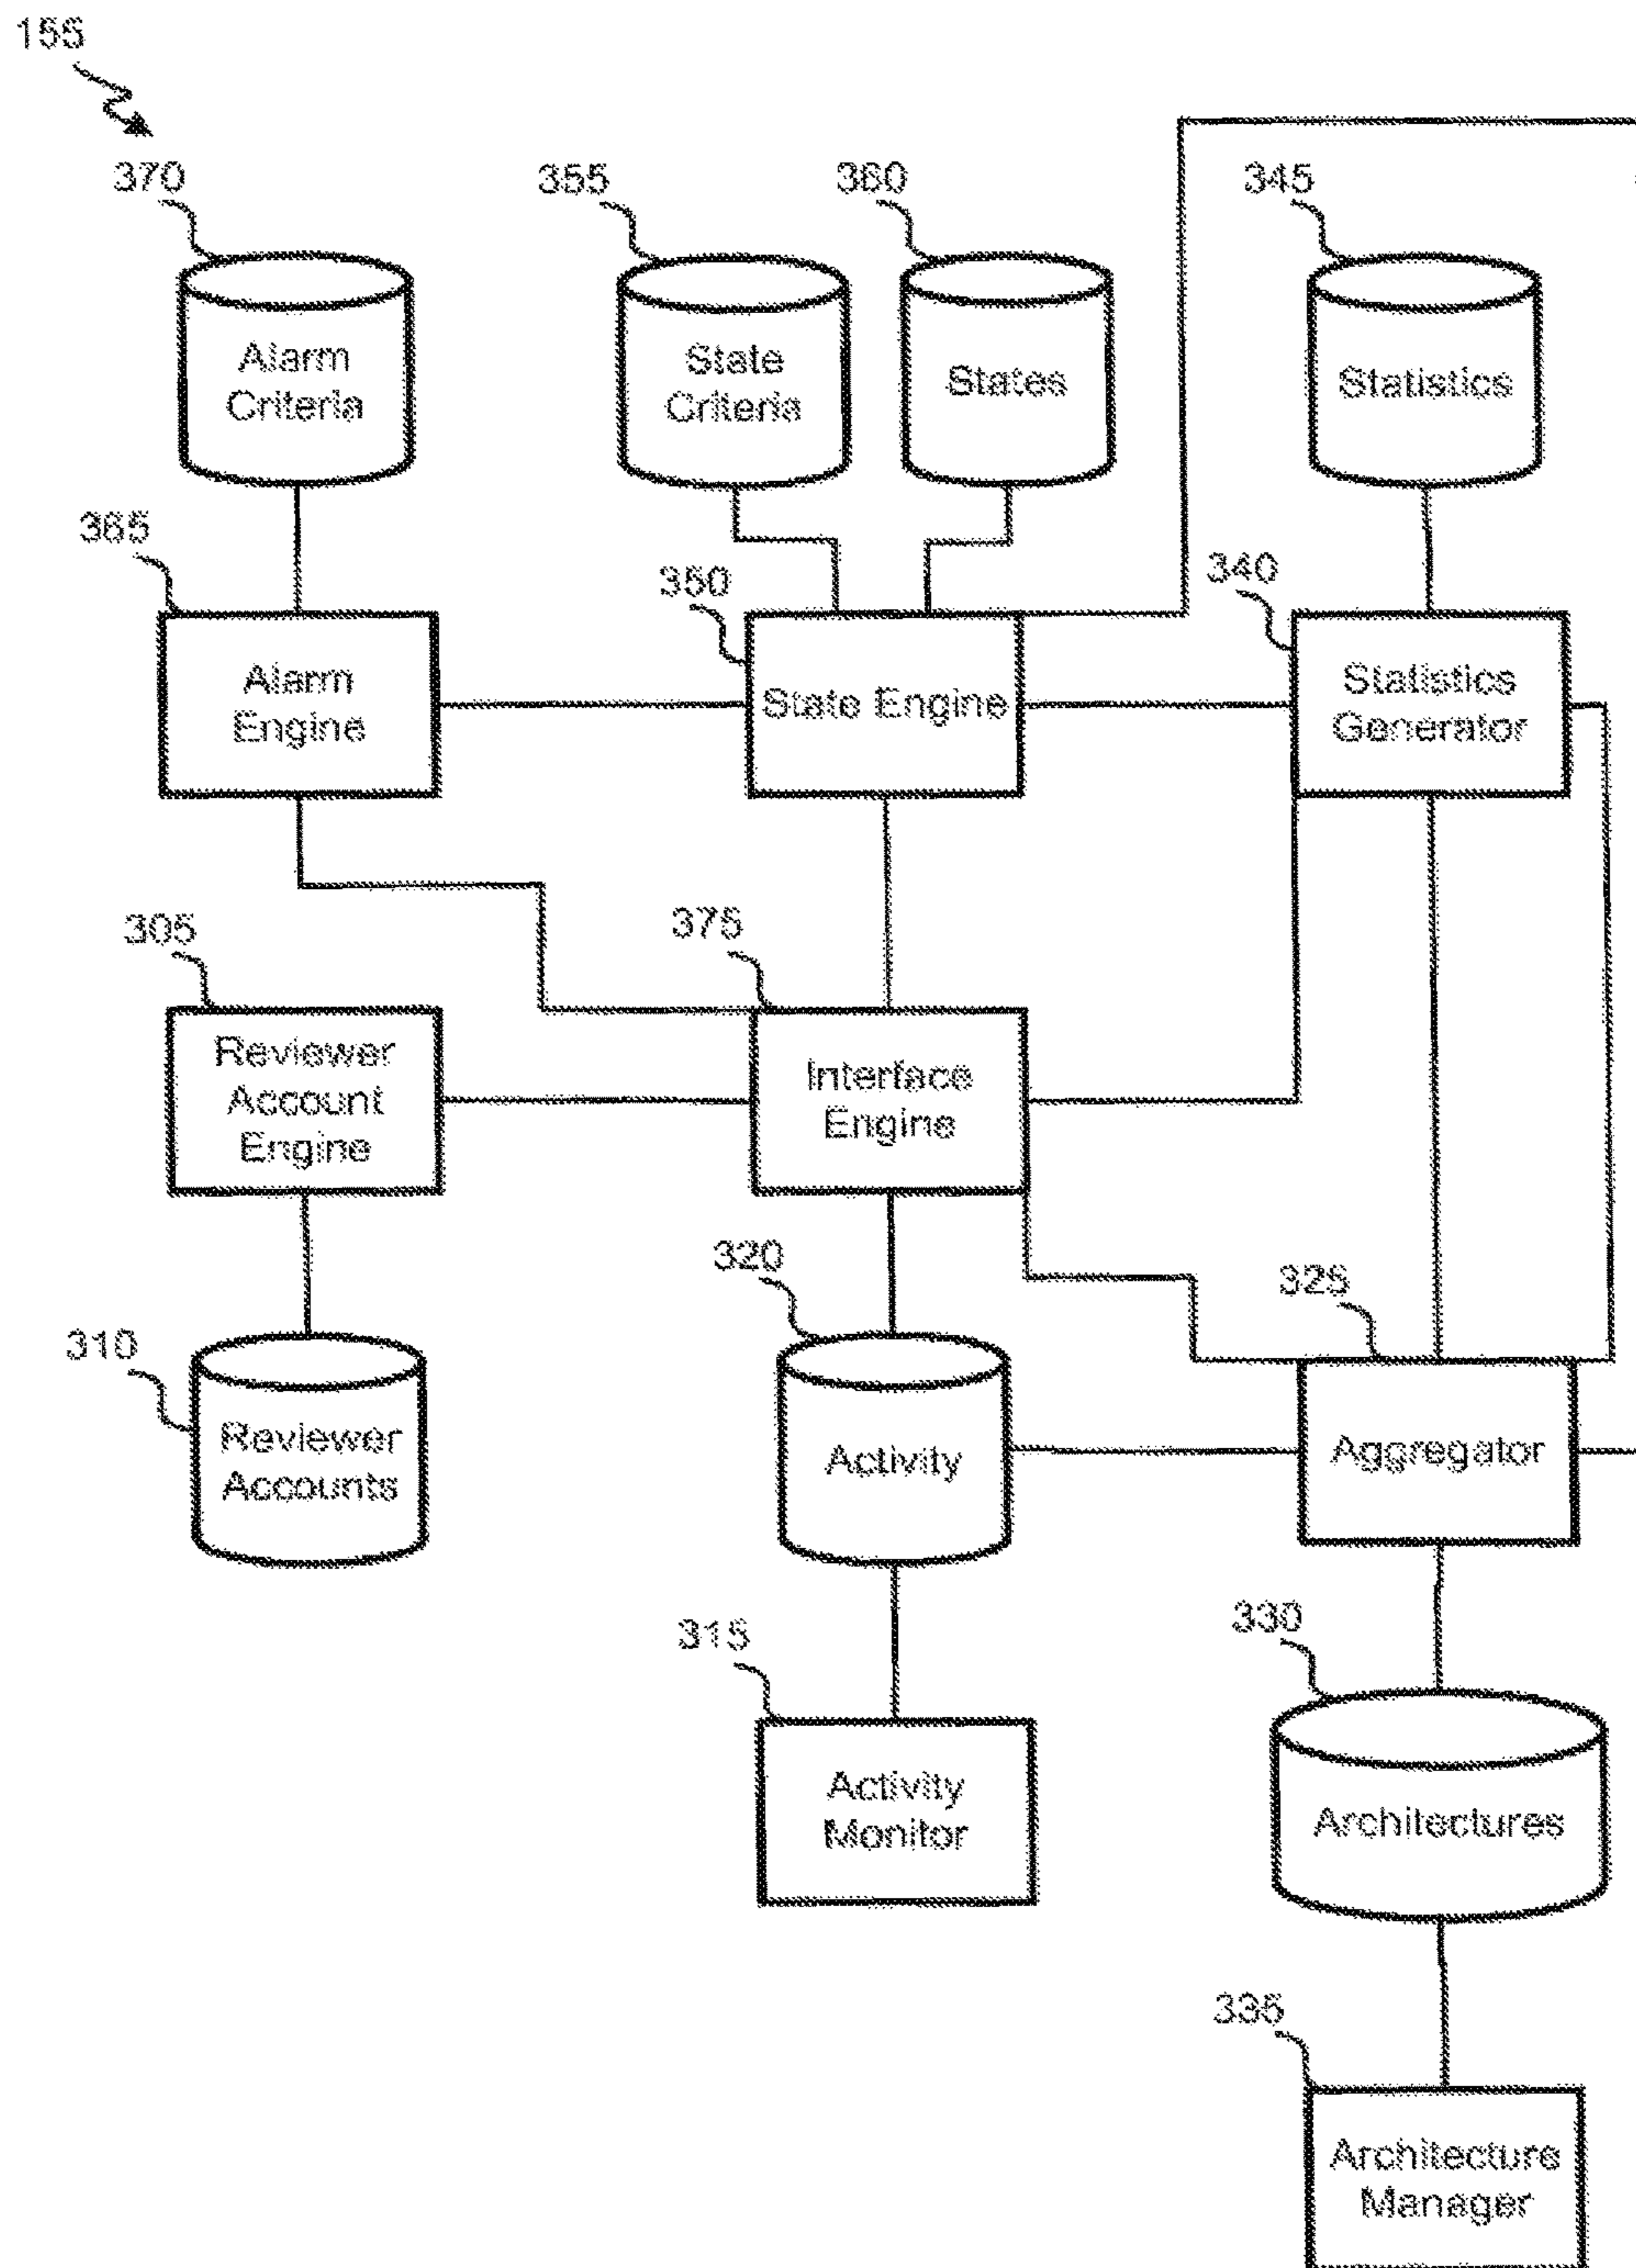 155
370
355
360
345
Alarm
Criteria
State
Criteria
States
Statistics
365
350
340
Alarm
Engine
State Engine
Statistics
Generator
305
375
Reviewer
Account
Engine
Interface
Engine
320
325
310
Reviewer
Accounts
Activity
Aggregator
315
330
Activity
Monitor
Architectures
335
Architecture
Manager